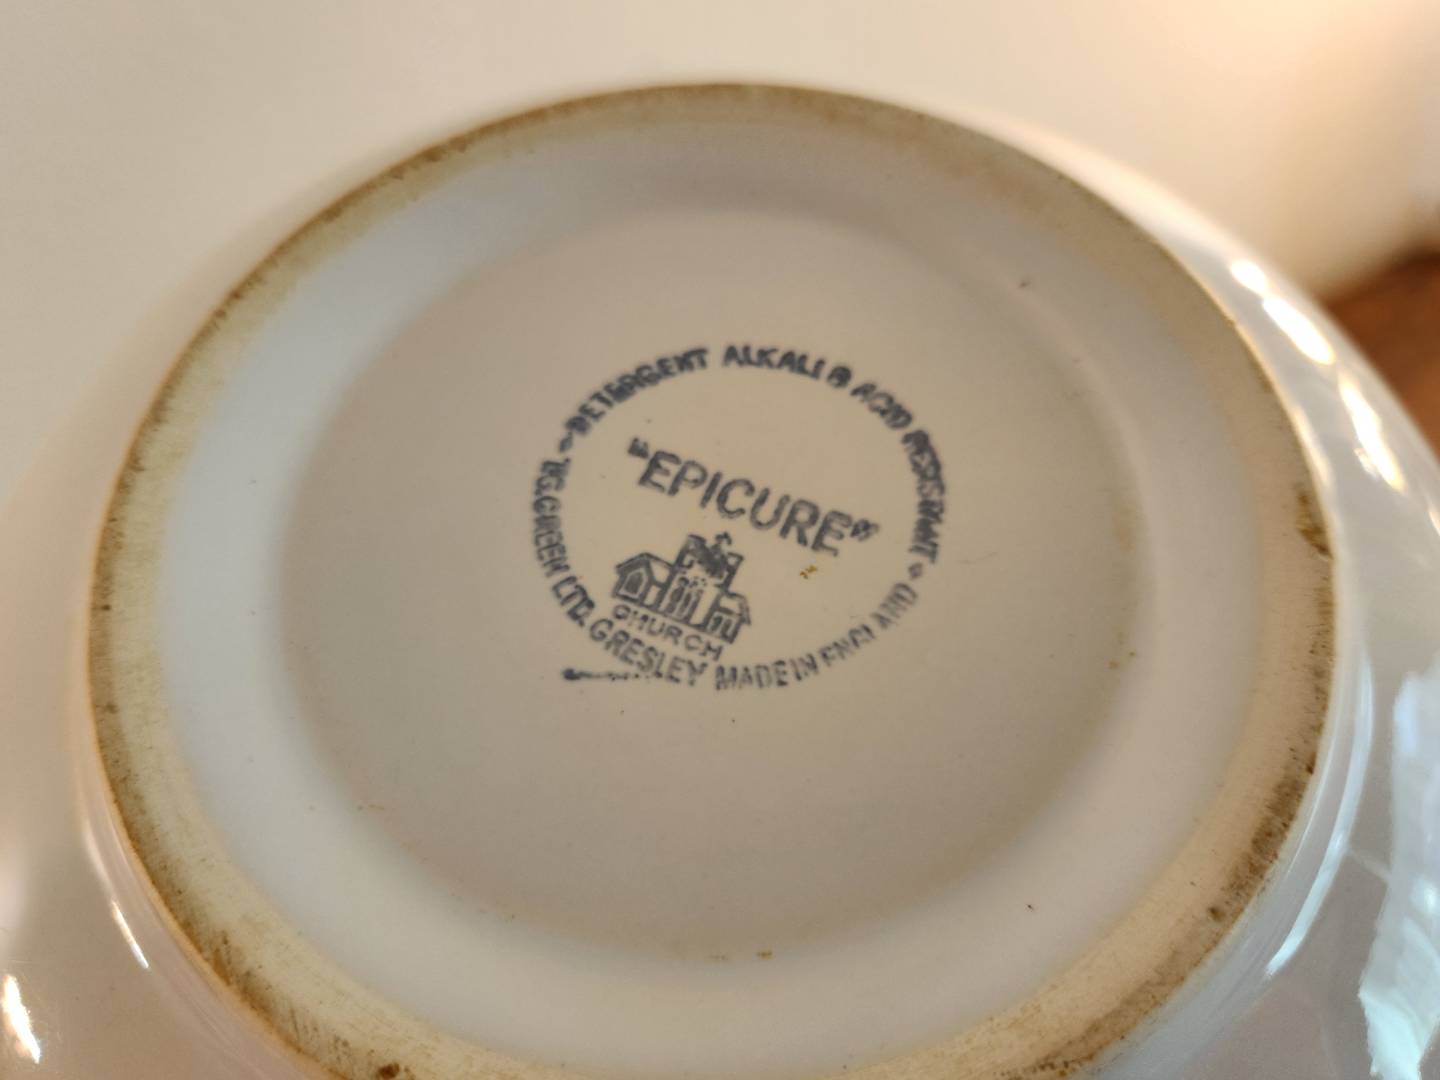 DETERGENT ALKALI & ACID RESISTANT
"EPICURE"
CHURCH
T.G.GREEN LTD. GRESLEY MADE IN ENGLAND